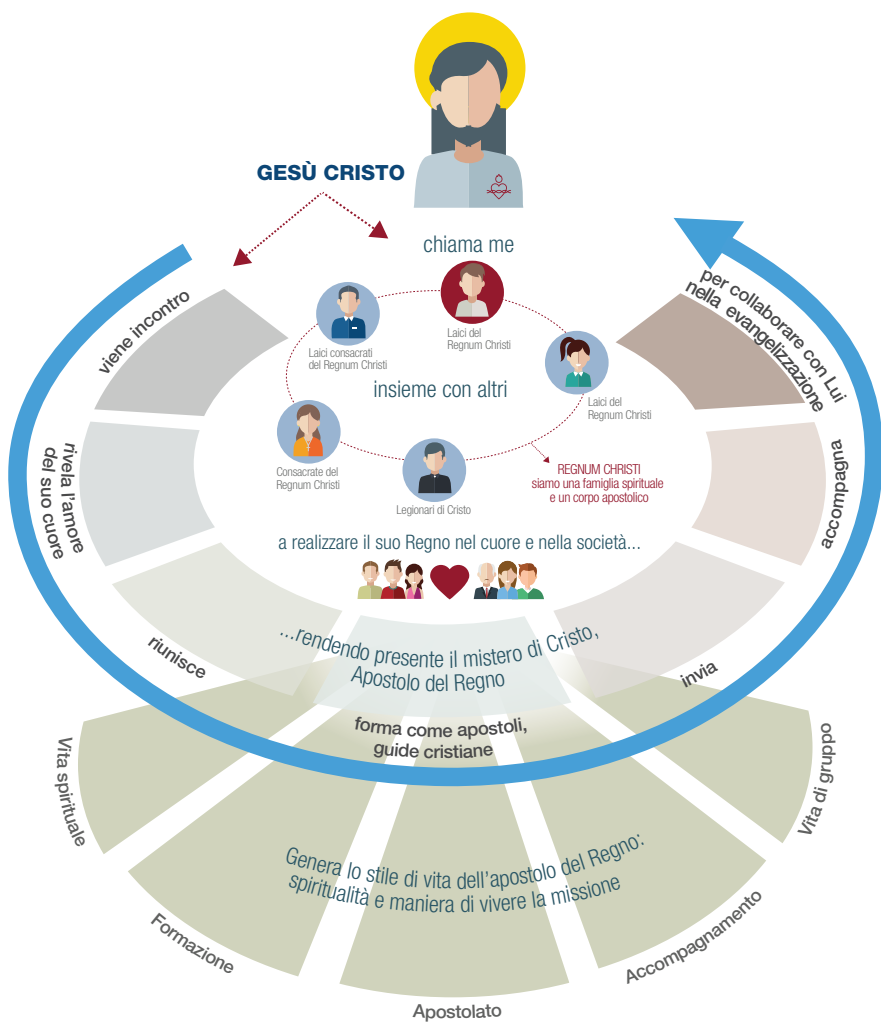 GESÙ CRISTO
chiama me
Laici consacrati
del Regnum Christi
Laici del
Regnum Christi
Laici del
Regnum Christi
insieme con altri
Consacrate del
Regnum Christi
Legionari di Cristo
REGNUM CHRISTI
siamo una famiglia spirituale
e un corpo apostolico
a realizzare il suo Regno nel cuore e nella società...
...rendendo presente il mistero di Cristo,
Apostolo del Regno
viene incontro
rivela l'amore
del suo cuore
riunisce
forma come apostoli,
guide cristiane
invia
accompagna
per collaborare con Lui
nella evangelizzazione
Genera lo stile di vita dell'apostolo del Regno:
spiritualità e maniera di vivere la missione
Vita spirituale
Formazione
Apostolato
Accompagnamento
Vita di gruppo